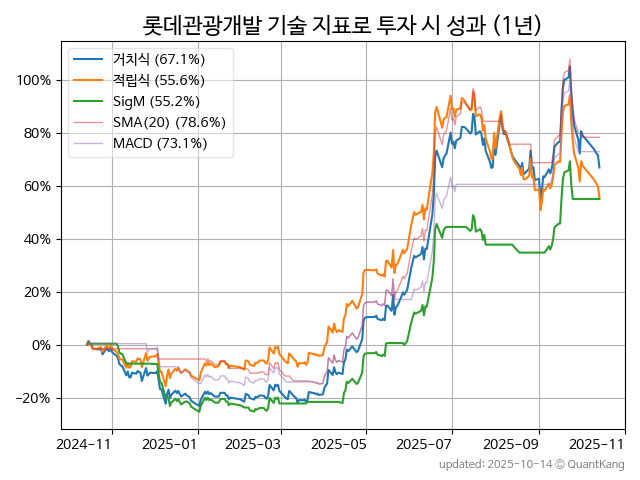 롯데관광개발 기술 지표로 투자 시 성과 (1년)
거치식 (67.1%)
적립식 (55.6%)
SigM (55.2%)
SMA(20) (78.6%)
MACD (73.1%)
100%
80%
60%
40%
20%
0%
−20%
2024-11
2025-01
2025-03
2025-05
2025-07
2025-09
2025-11
updated: 2025-10-14 © QuantKang